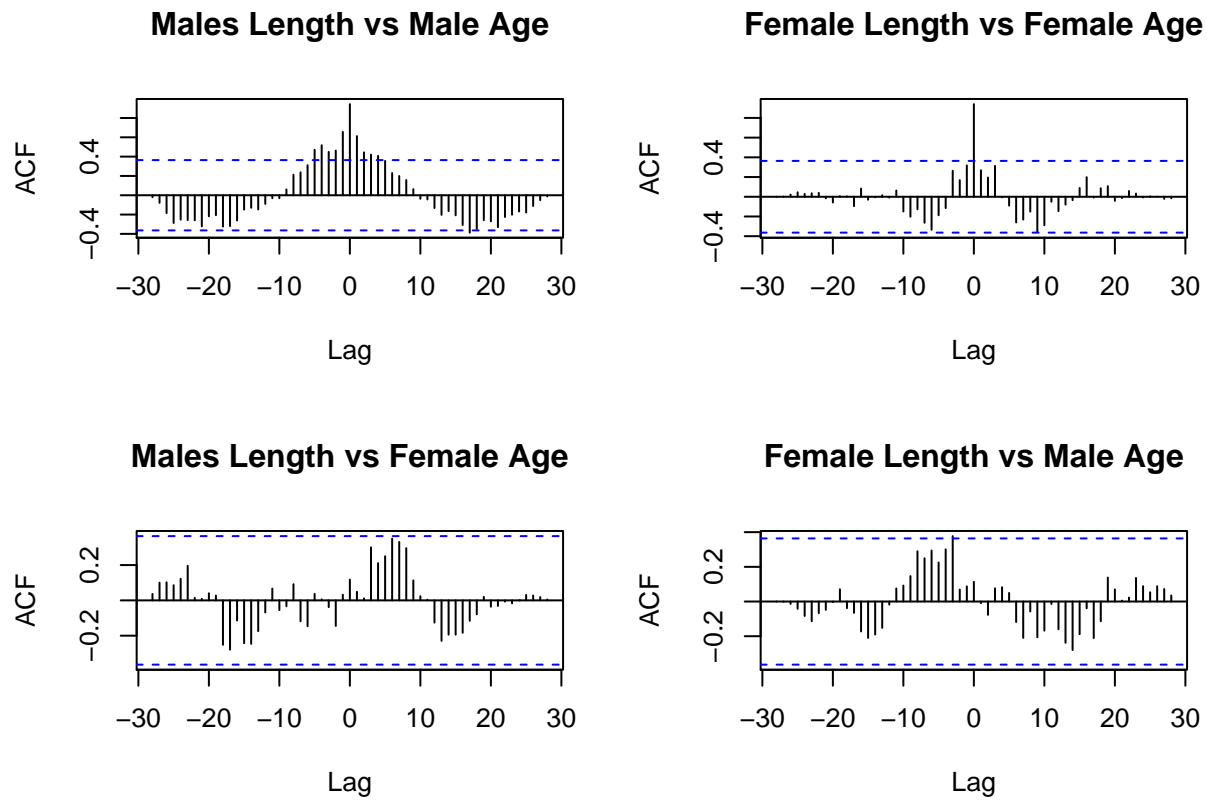 Males Length vs Male Age
ACF
0.4
−0.4
−30 −20 −10 0 10 20 30
Lag
Female Length vs Female Age
ACF
0.4
−0.4
−30 −20 −10 0 10 20 30
Lag
Males Length vs Female Age
ACF
0.2
−0.2
−30 −20 −10 0 10 20 30
Lag
Female Length vs Male Age
ACF
0.2
−0.2
−30 −20 −10 0 10 20 30
Lag